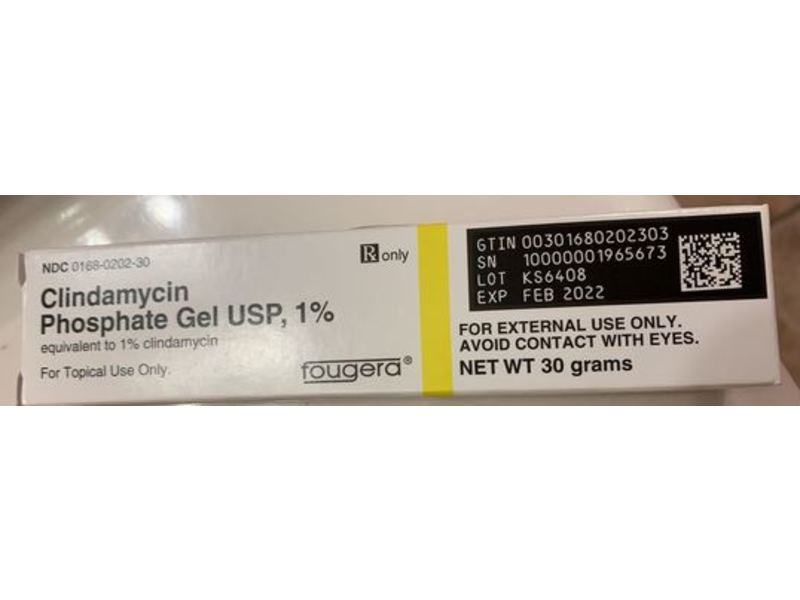 NDC 0168-0202-30
Rx only
Clindamycin
Phosphate Gel USP, 1%
equivalent to 1% clindamycin
For Topical Use Only.
fougera®
GTIN 00301680202303
SN 10000001965673
LOT KS6408
EXP FEB 2022
FOR EXTERNAL USE ONLY.
AVOID CONTACT WITH EYES.
NET WT 30 grams